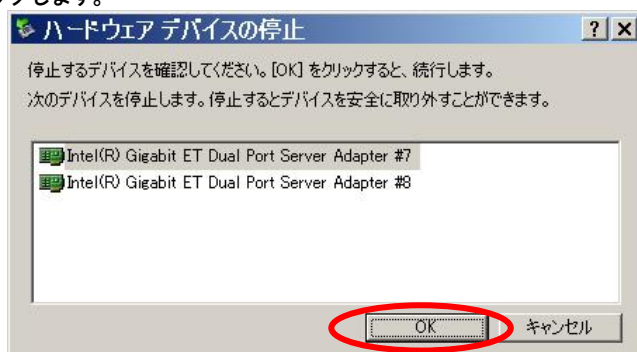 ックします。
ハードウェア デバイスの停止
停止するデバイスを確認してください。[OK] をクリックすると、続行します。
次のデバイスを停止します。停止するとデバイスを安全に取り外すことができます。
Intel(R) Gigabit ET Dual Port Server Adapter #7
Intel(R) Gigabit ET Dual Port Server Adapter #8
OK キャンセル